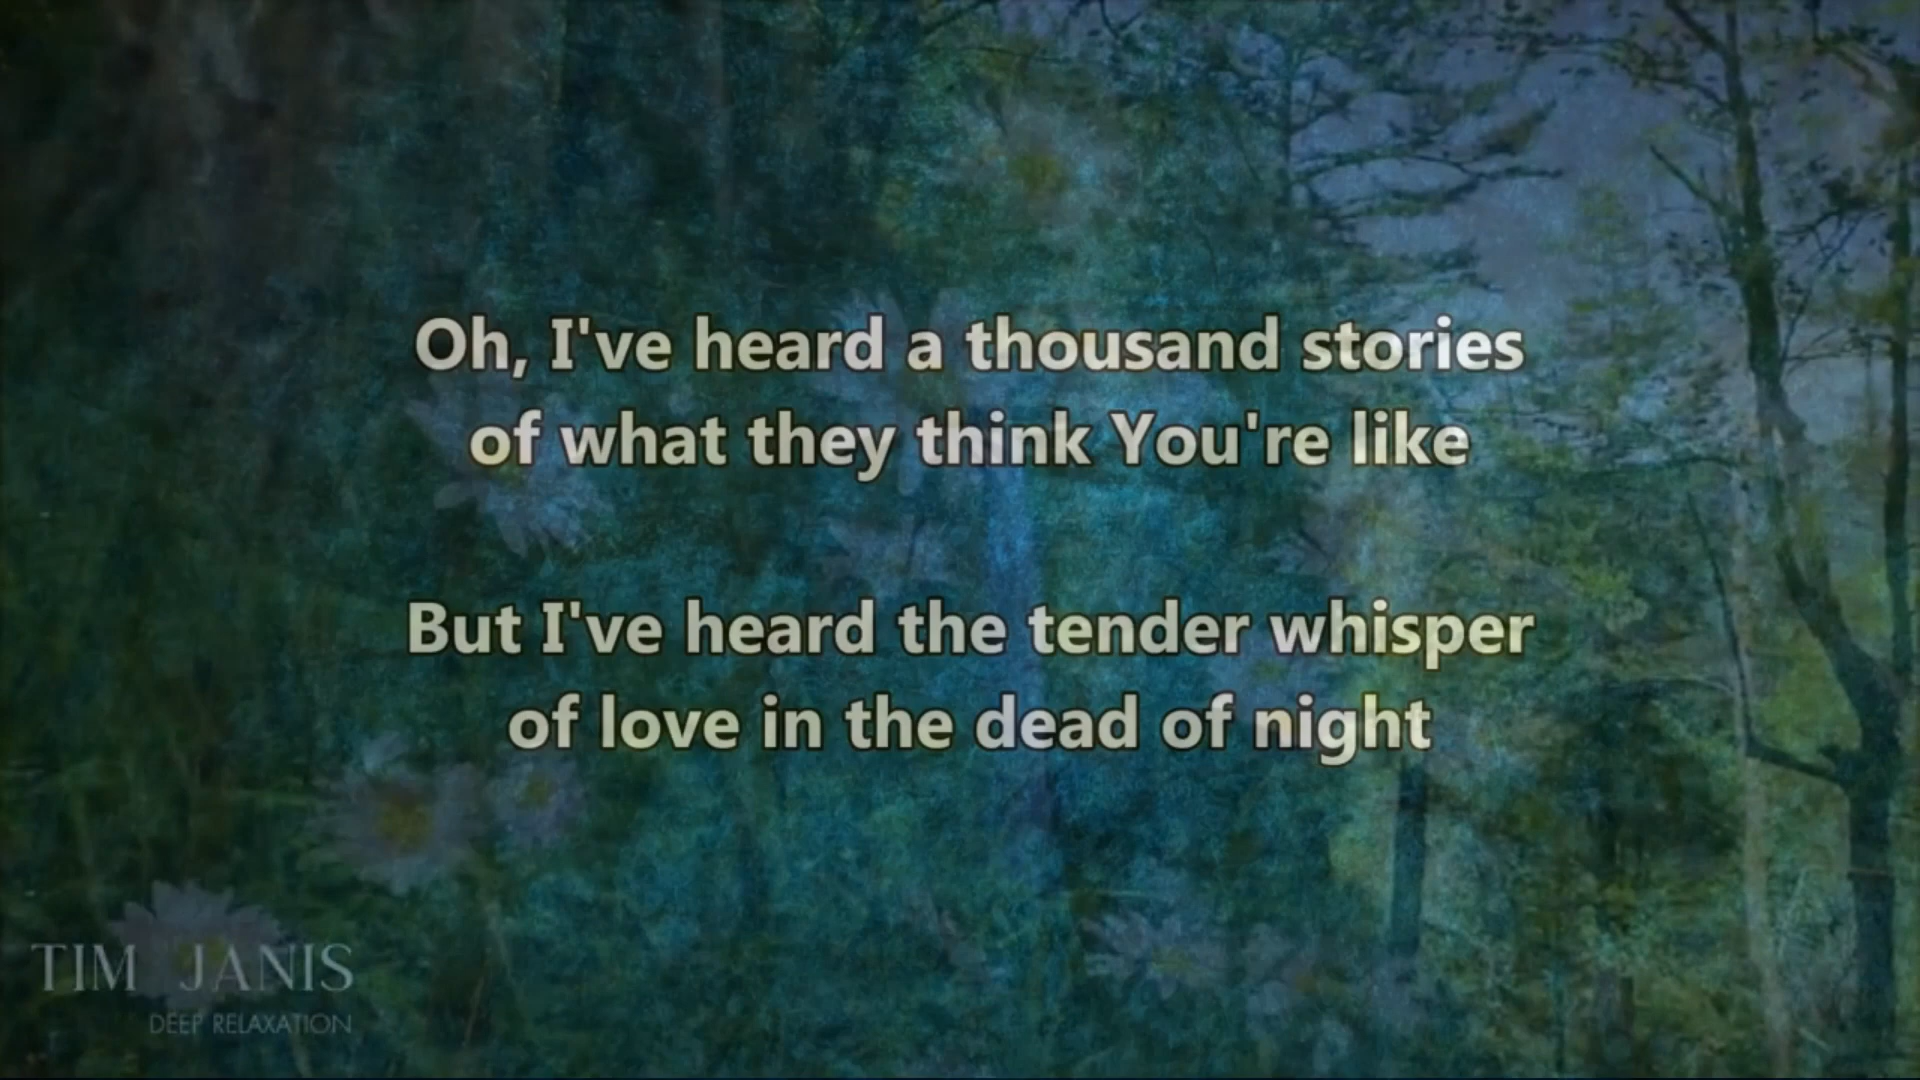 Oh, I've heard a thousand stories
of what they think You're like
But I've heard the tender whisper
of love in the dead of night
TIM JANIS
DEEP RELAXATION